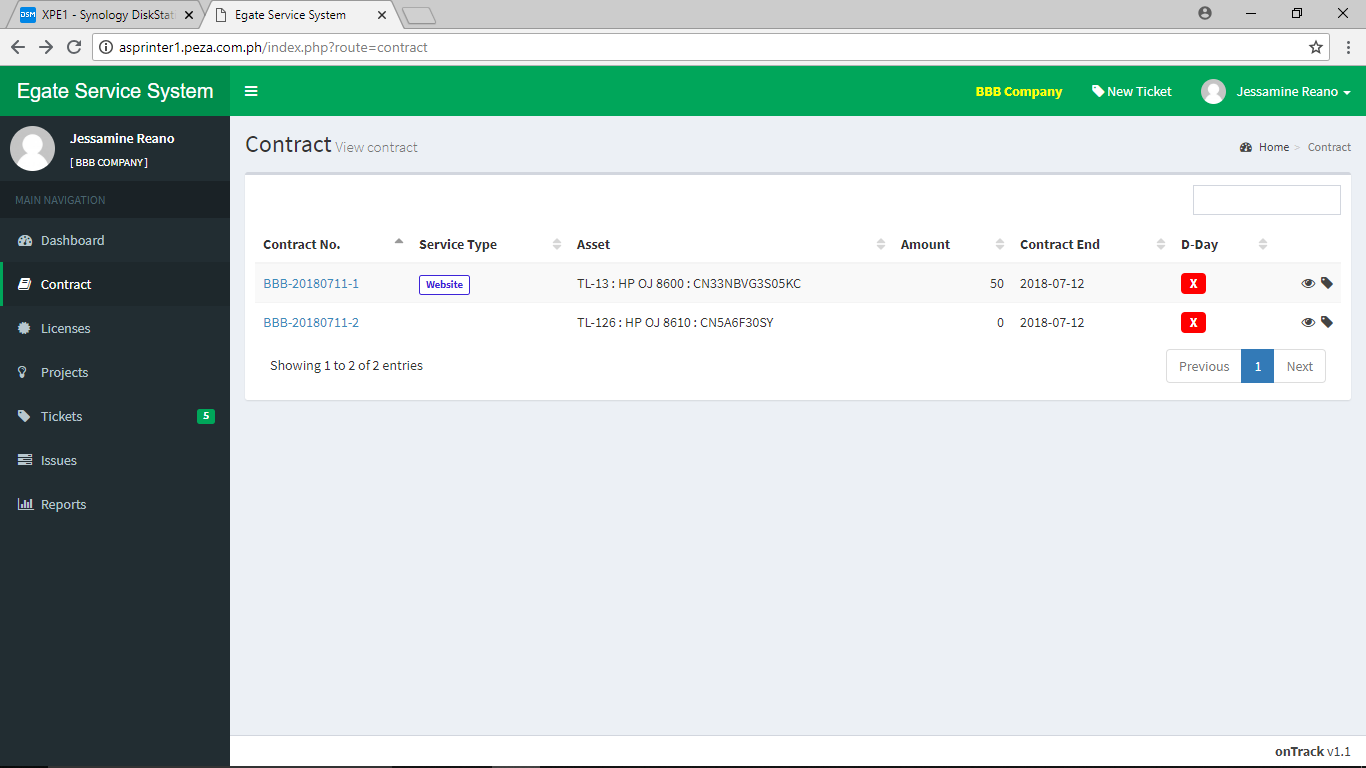 XPE1 - Synology DiskStat
Egate Service System
asprinter1.peza.com.ph/index.php?route=contract
Egate Service System
BBB Company
New Ticket
Jessamine Reano
Jessamine Reano
[ BBB COMPANY ]
Contract View contract
Home > Contract
MAIN NAVIGATION
Dashboard
Contract
Licenses
Projects
Tickets 5
Issues
Reports
Contract No. Service Type Asset Amount Contract End D-Day
BBB-20180711-1 Website TL-13 : HP OJ 8600 : CN33NBVG3S05KC 50 2018-07-12 X
BBB-20180711-2 TL-126 : HP OJ 8610 : CN5A6F30SY 0 2018-07-12 X
Showing 1 to 2 of 2 entries
Previous 1 Next
onTrack v1.1